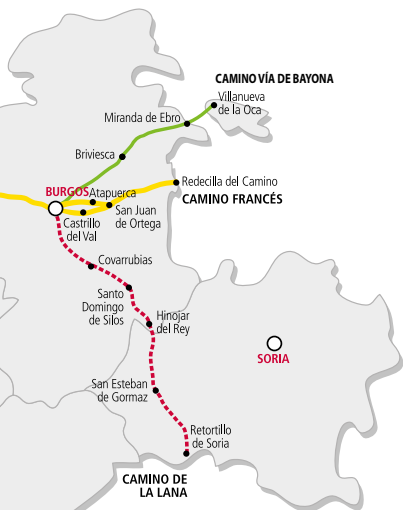 CAMINO VÍA DE BAYONA
Villanueva
de la Oca
Miranda de Ebro
Briviesca
Redecilla del Camino
CAMINO FRANCÉS
BURGOS
Atapuerca
San Juan
de Ortega
Castrillo
del Val
Covarrubias
Santo
Domingo
de Silos
Hinojar
del Rey
SORIA
San Esteban
de Gormaz
Retortillo
de Soria
CAMINO DE
LA LANA